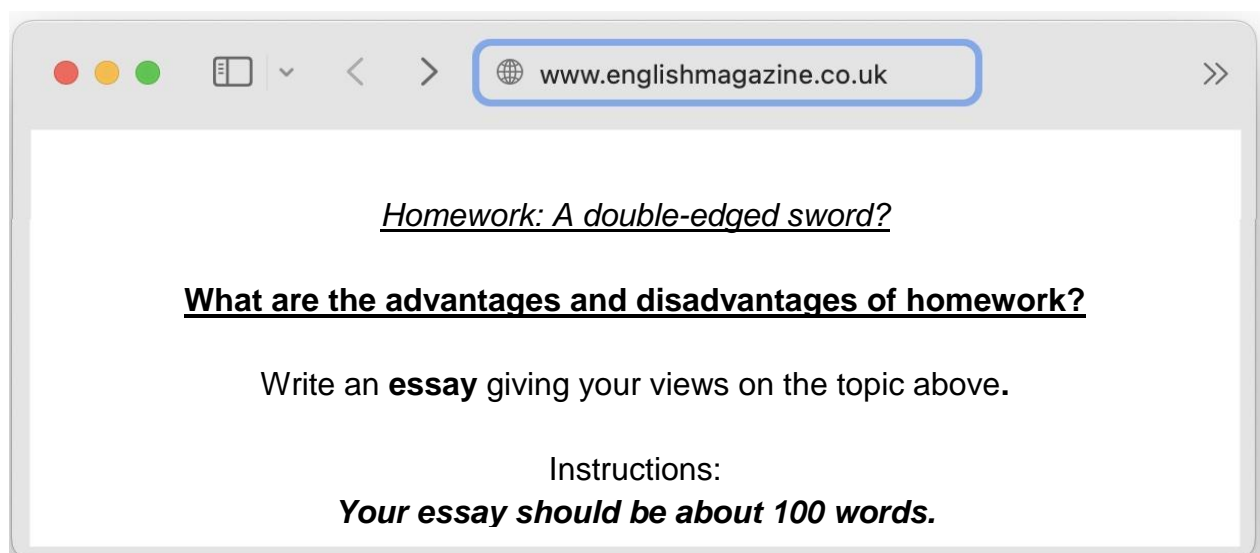 www.englishmagazine.co.uk
Homework: A double-edged sword?
What are the advantages and disadvantages of homework?
Write an essay giving your views on the topic above.
Instructions:
Your essay should be about 100 words.